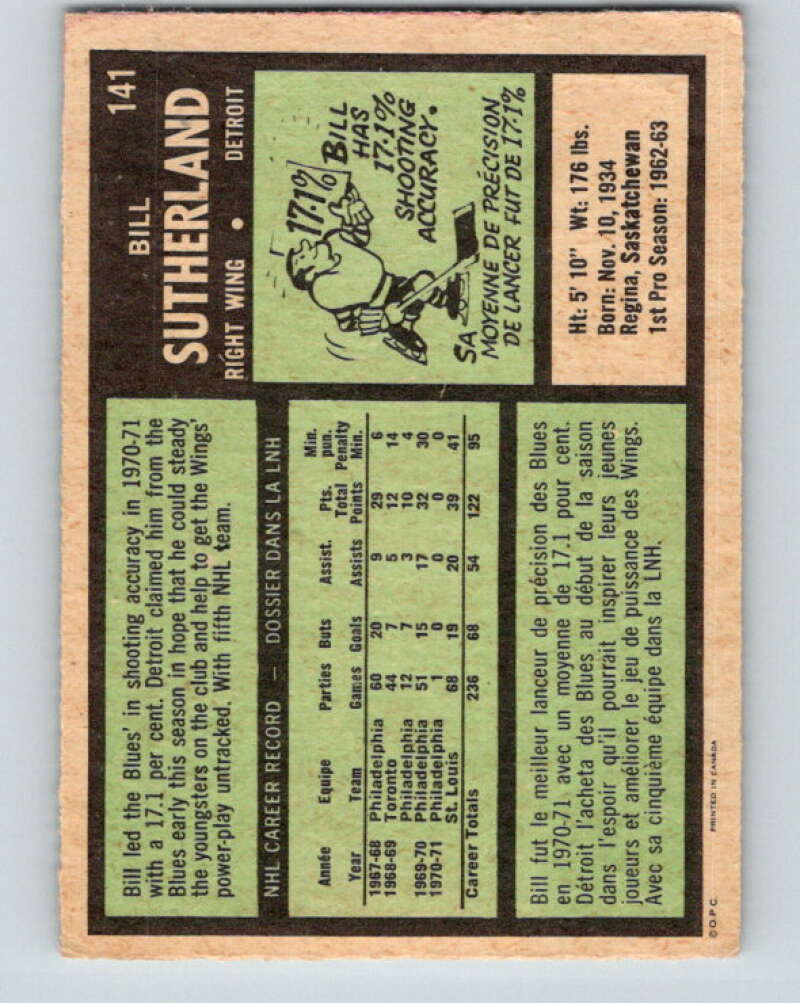 141
BILL
SUTHERLAND
RIGHT WING • DETROIT
Bill led the Blues' in shooting accuracy in 1970-71
with a 17.1 per cent. Detroit claimed him from the
Blues early this season in hope that he could steady
the youngsters on the club and help to get the Wings'
power-play untracked. With fifth NHL team.
17.1%
BILL
HAS
17.1%
SHOOTING
ACCURACY.
SA
MOYENNE DE PRÉCISION
DE LANCER FUT DE 17.1%
NHL CAREER RECORD — DOSSIER DANS LA LNH
Année Equipe Parties Buts Assist. Pts. Total Min. pun.
Year Team Games Goals Assists Points Penalty Min.
1967-68 Philadelphia 60 20 9 29 6
1968-69 Toronto 44 7 5 12 14
Philadelphia 12 7 3 10 4
1969-70 Philadelphia 51 15 17 32 30
1970-71 Philadelphia 1 0 0 0 0
St. Louis 68 19 20 39 41
Career Totals 236 68 54 122 95
Ht: 5' 10" Wt: 176 lbs.
Born: Nov. 10, 1934
Regina, Saskatchewan
1st Pro Season: 1962-63
Bill fut le meilleur lanceur de précision des Blues
en 1970-71 avec un moyenne de 17.1 pour cent.
Détroit l'acheta des Blues au début de la saison
dans l'espoir qu'il pourrait inspirer leurs jeunes
joueurs et améliorer le jeu de puissance des Wings.
Avec sa cinquième équipe dans la LNH.
© O.P.C. PRINTED IN CANADA